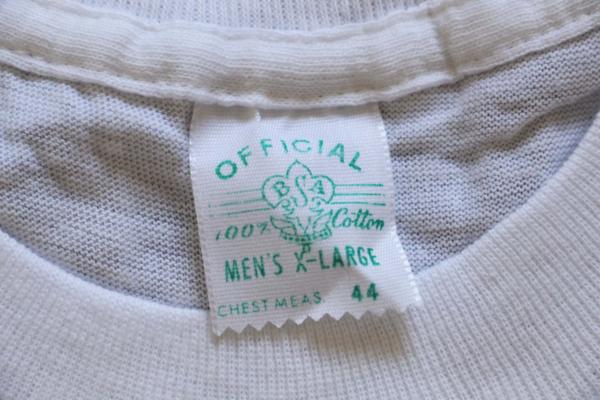 OFFICIAL
BSA
100% Cotton
MEN'S X-LARGE
CHEST MEAS. 44